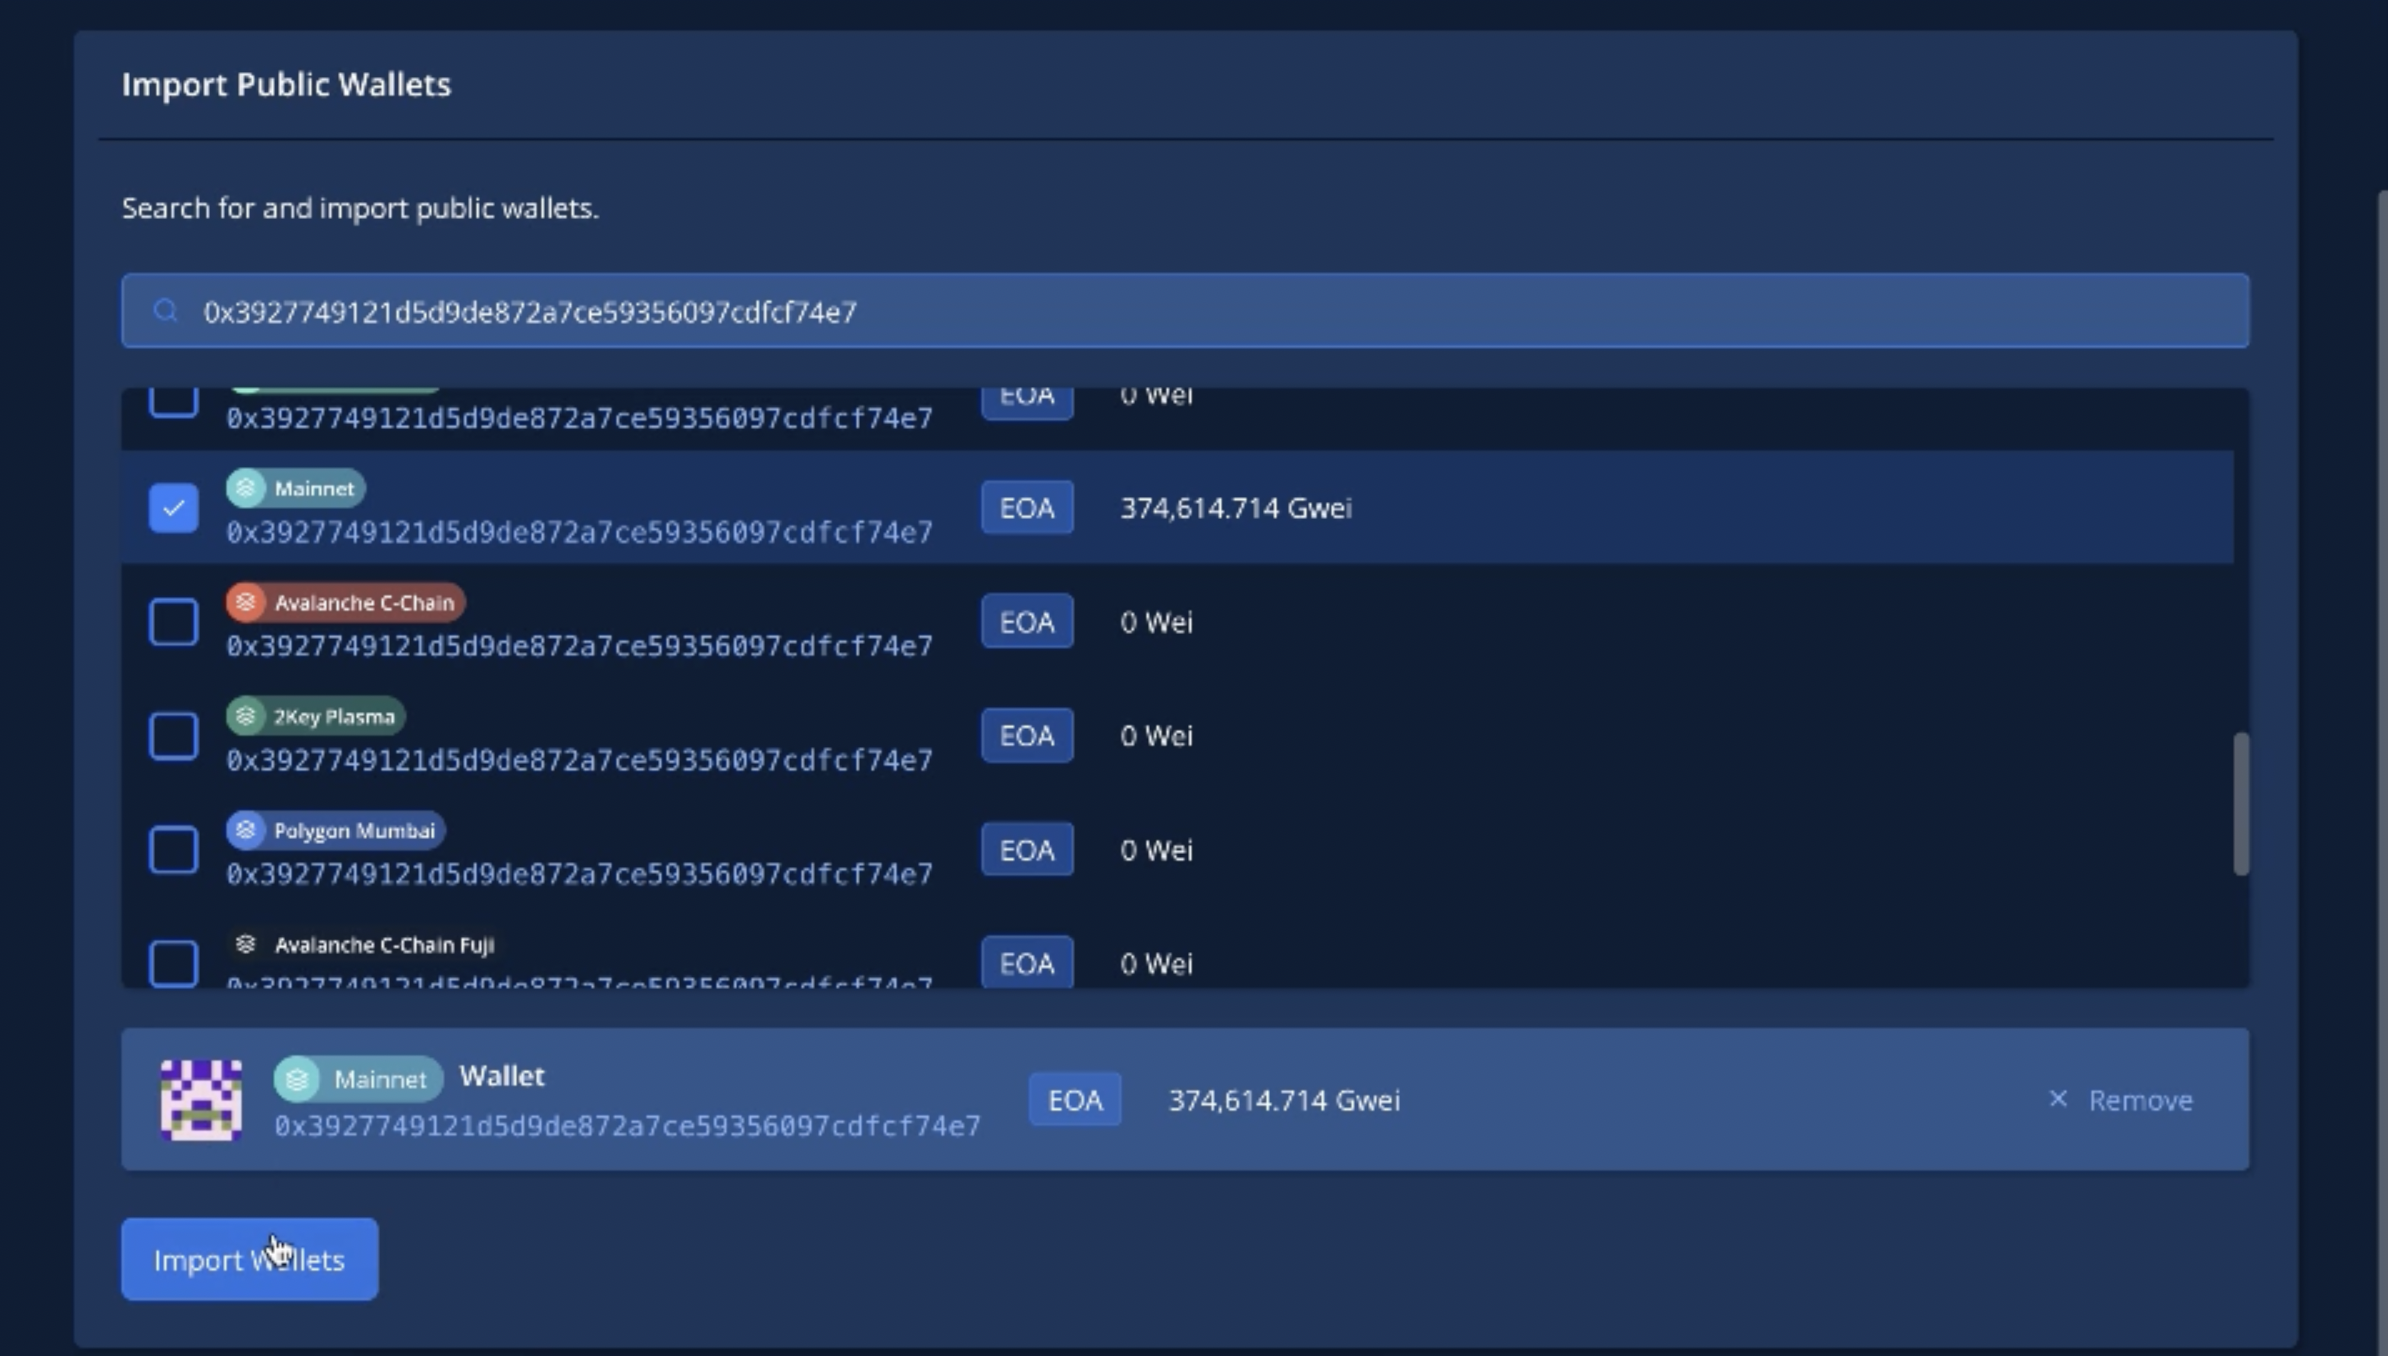 Import Public Wallets
Search for and import public wallets.
0x3927749121d5d9de872a7ce59356097cdfcf74e7
EOA 0 Wei
0x3927749121d5d9de872a7ce59356097cdfcf74e7
Mainnet
EOA 374,614.714 Gwei
0x3927749121d5d9de872a7ce59356097cdfcf74e7
Avalanche C-Chain
EOA 0 Wei
0x3927749121d5d9de872a7ce59356097cdfcf74e7
2Key Plasma
EOA 0 Wei
0x3927749121d5d9de872a7ce59356097cdfcf74e7
Polygon Mumbai
EOA 0 Wei
0x3927749121d5d9de872a7ce59356097cdfcf74e7
Avalanche C-Chain Fuji
EOA 0 Wei
0x3927749121d5d9de872a7ce59356097cdfcf74e7
Mainnet Wallet
EOA 374,614.714 Gwei × Remove
0x3927749121d5d9de872a7ce59356097cdfcf74e7
Import Wallets